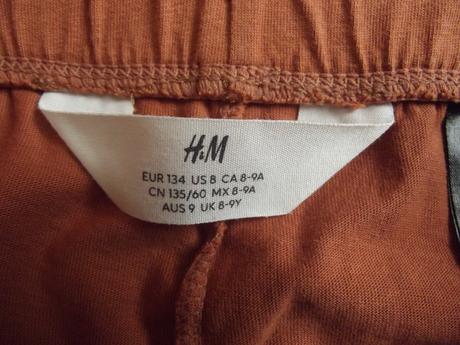 H&M
EUR 134 US 8 CA 8-9A
CN 135/60 MX 8-9A
AUS 9 UK 8-9Y